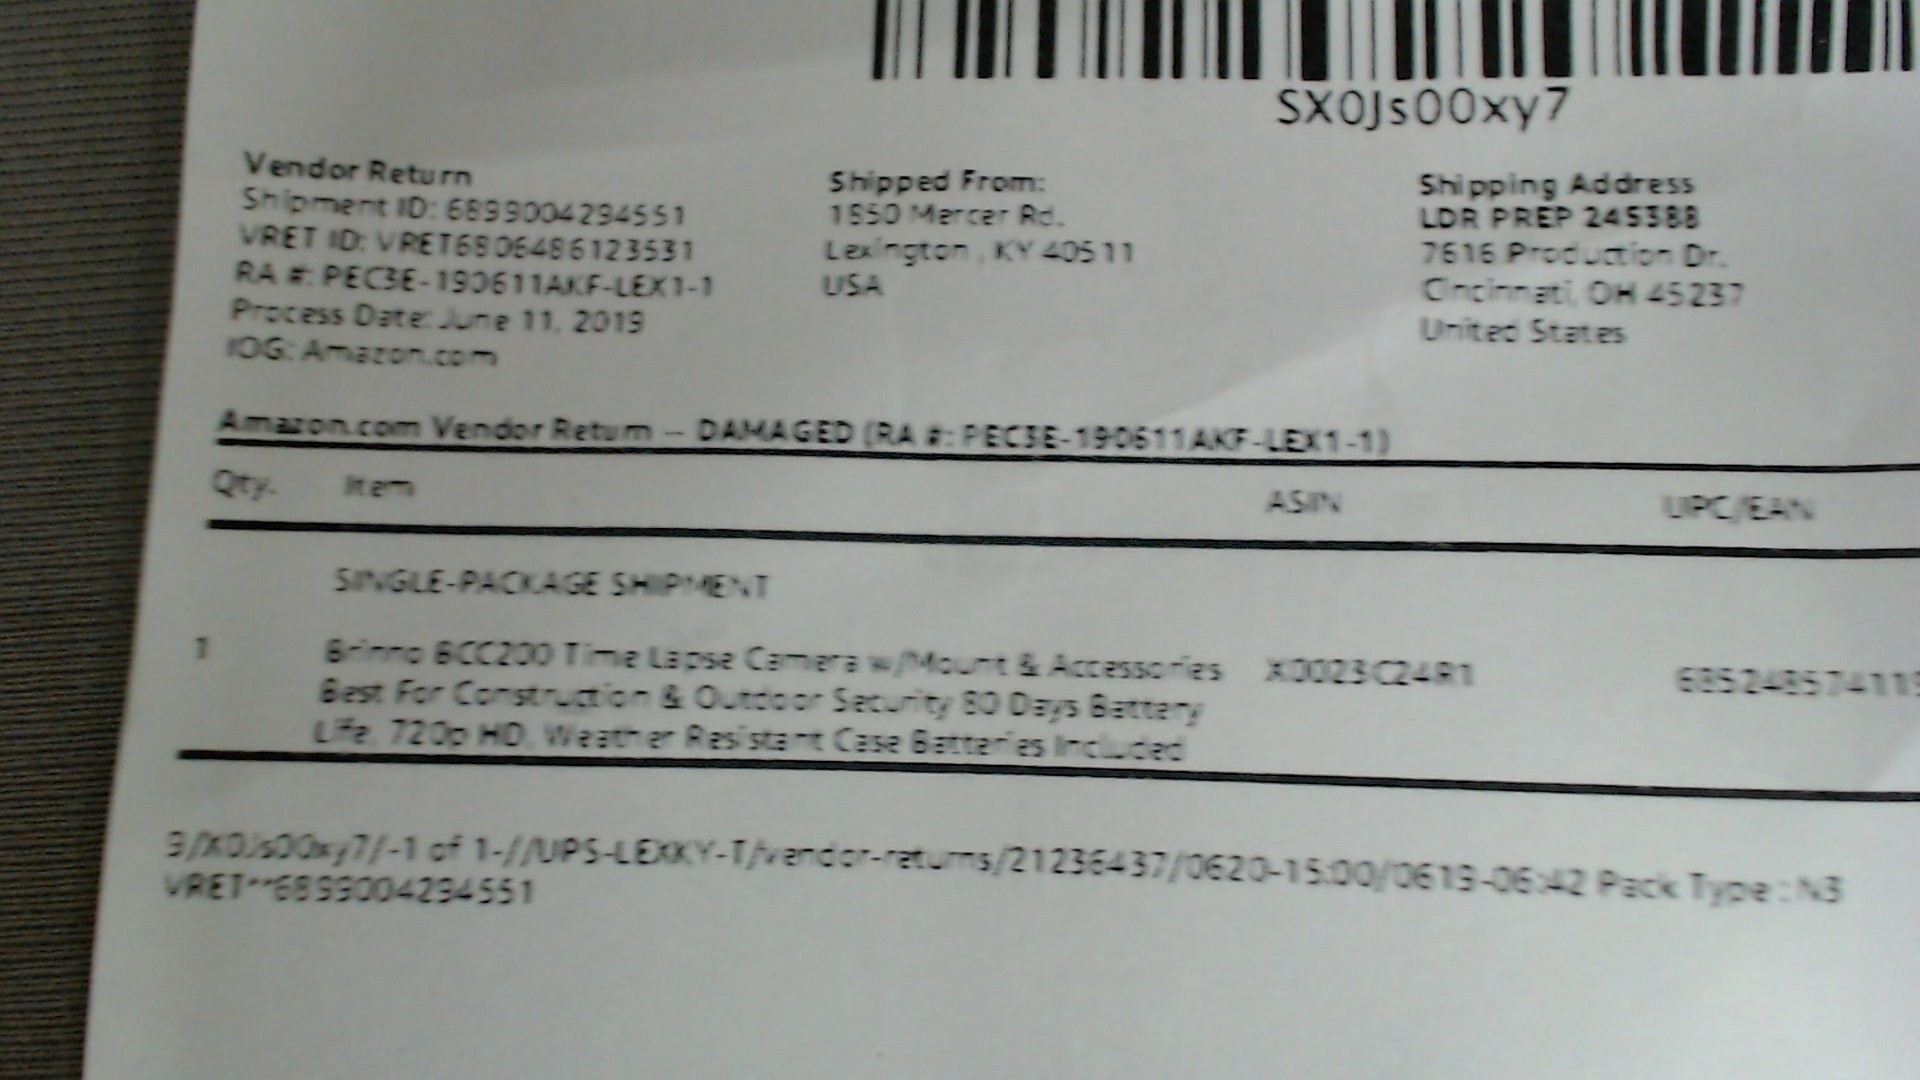 SX0Js00xy7
Vendor Return
Shipment ID: 6899004294551
VRET ID: VRET6806486123531
RA #: PEC3E-190611AKF-LEX1-1
Process Date: June 11, 2019
IOG: Amazon.com
Shipped From:
1850 Mercer Rd.
Lexington , KY 40511
USA
Shipping Address
LDR PREP 245388
7616 Production Dr.
Cincinnati, OH 45237
United States
Amazon.com Vendor Return -- DAMAGED (RA #: PEC3E-190611AKF-LEX1-1)
Qty. Item ASIN UPC/EAN
SINGLE-PACKAGE SHIPMENT
1 Brinno BCC200 Time Lapse Camera w/Mount & Accessories X0023C24R1
Best For Construction & Outdoor Security 80 Days Battery
Life, 720p HD, Weather Resistant Case Batteries Included
9/X0Js00xy7/-1 of 1-//UPS-LEXKY-T/vendor-returns/21236437/0620-15:00/0619-06:42 Pack Type : N3
VRET**6899004294551